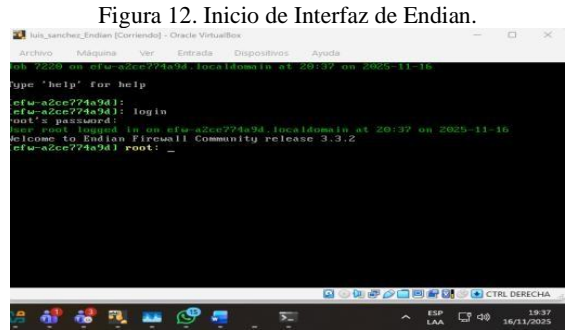 Figura 12. Inicio de Interfaz de Endian.
luis_sanchez_Endian [Corriendo] - Oracle VirtualBox
Archivo Máquina Ver Entrada Dispositivos Ayuda
on efw-a2ce774a9d.localdomain at 20:37 on 2025-11-16
Type 'help' for help
[efw-a2ce774a9d]:
[efw-a2ce774a9d]: login
root's password:
User root logged in on efw-a2ce774a9d.localdomain at 20:37 on 2025-11-16
Welcome to Endian Firewall Community release 3.3.2
[efw-a2ce774a9d] root: _
CTRL DERECHA
ESP
LAA
19:37
16/11/2025